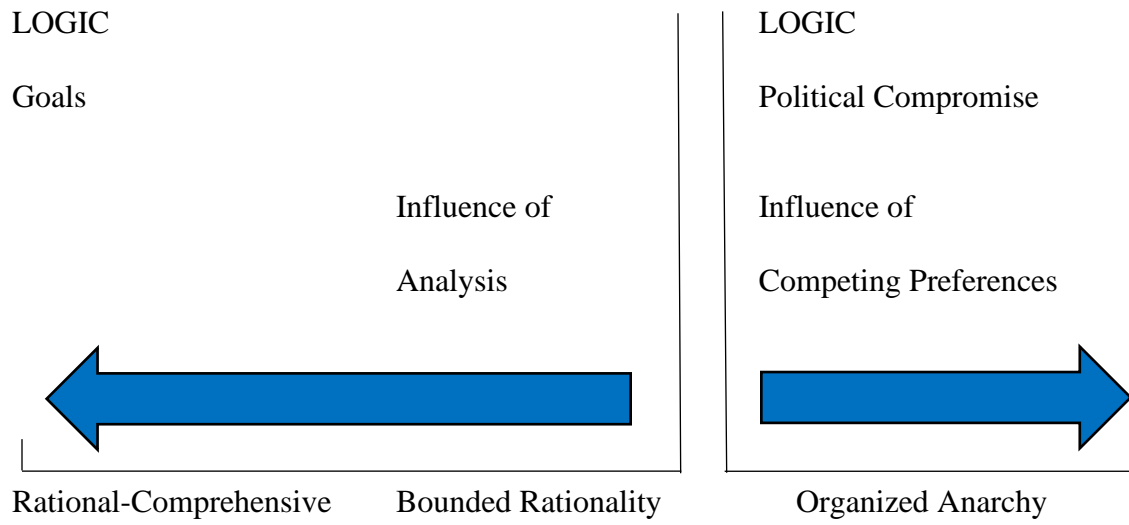 LOGIC
Goals
Influence of
Analysis
Rational-Comprehensive
Bounded Rationality
LOGIC
Political Compromise
Influence of
Competing Preferences
Organized Anarchy